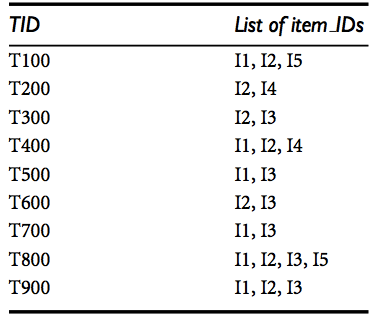 TID List of item_IDs
T100 I1, I2, I5
T200 I2, I4
T300 I2, I3
T400 I1, I2, I4
T500 I1, I3
T600 I2, I3
T700 I1, I3
T800 I1, I2, I3, I5
T900 I1, I2, I3